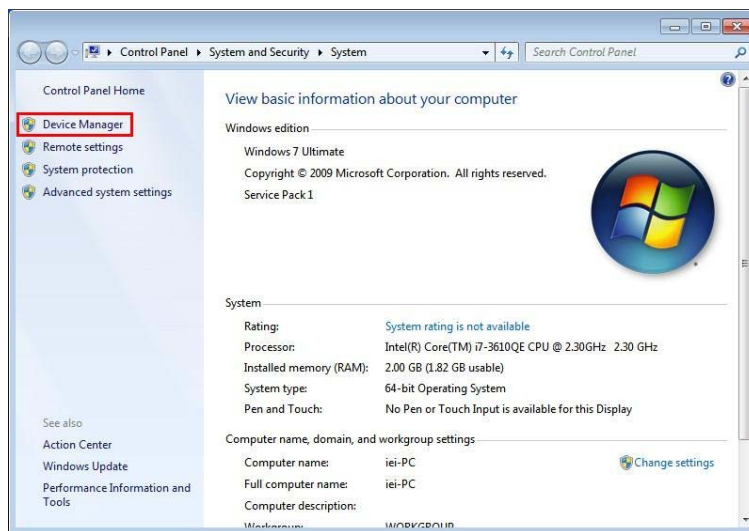 Control Panel ▸ System and Security ▸ System
Search Control Panel
Control Panel Home
Device Manager
Remote settings
System protection
Advanced system settings
See also
Action Center
Windows Update
Performance Information and
Tools
View basic information about your computer
Windows edition
Windows 7 Ultimate
Copyright © 2009 Microsoft Corporation. All rights reserved.
Service Pack 1
System
Rating: System rating is not available
Processor: Intel(R) Core(TM) i7-3610QE CPU @ 2.30GHz 2.30 GHz
Installed memory (RAM): 2.00 GB (1.82 GB usable)
System type: 64-bit Operating System
Pen and Touch: No Pen or Touch Input is available for this Display
Computer name, domain, and workgroup settings
Computer name: iei-PC Change settings
Full computer name: iei-PC
Computer description:
Workgroup: WORKGROUP